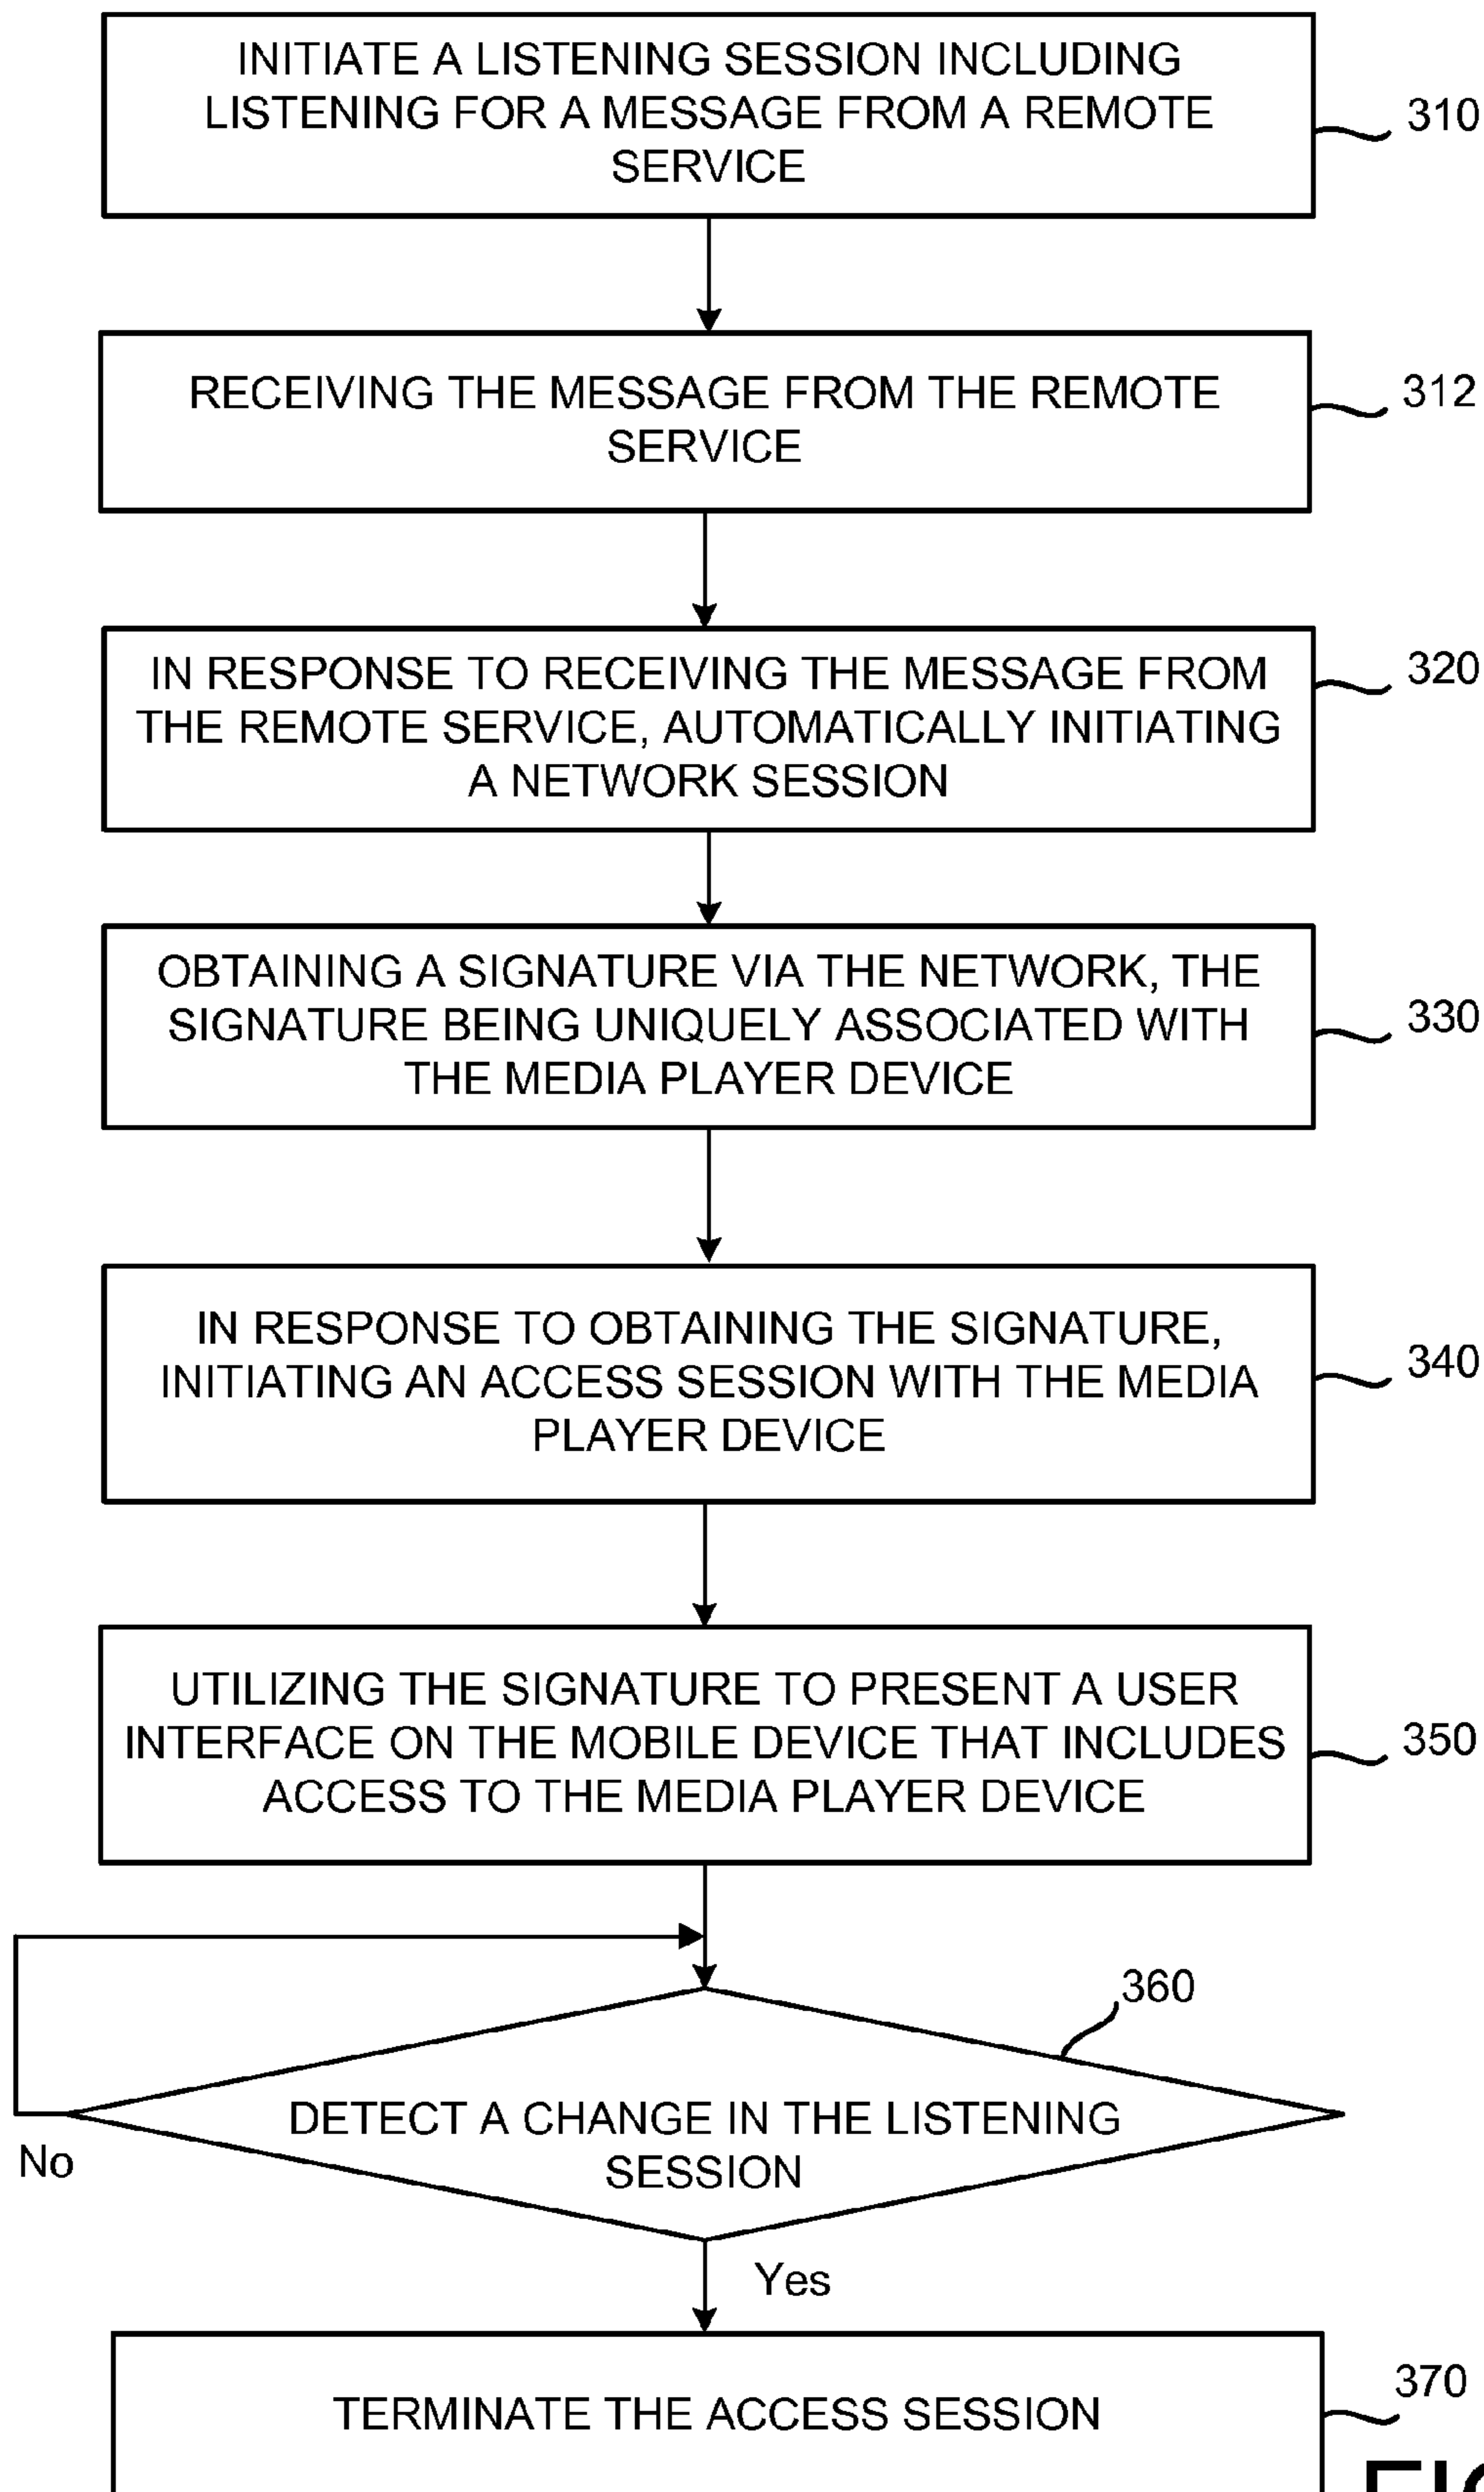 INITIATE A LISTENING SESSION INCLUDING
LISTENING FOR A MESSAGE FROM A REMOTE
SERVICE
310
RECEIVING THE MESSAGE FROM THE REMOTE
SERVICE
312
IN RESPONSE TO RECEIVING THE MESSAGE FROM
THE REMOTE SERVICE, AUTOMATICALLY INITIATING
A NETWORK SESSION
320
OBTAINING A SIGNATURE VIA THE NETWORK, THE
SIGNATURE BEING UNIQUELY ASSOCIATED WITH
THE MEDIA PLAYER DEVICE
330
IN RESPONSE TO OBTAINING THE SIGNATURE,
INITIATING AN ACCESS SESSION WITH THE MEDIA
PLAYER DEVICE
340
UTILIZING THE SIGNATURE TO PRESENT A USER
INTERFACE ON THE MOBILE DEVICE THAT INCLUDES
ACCESS TO THE MEDIA PLAYER DEVICE
350
360
DETECT A CHANGE IN THE LISTENING
SESSION
No
Yes
TERMINATE THE ACCESS SESSION
370